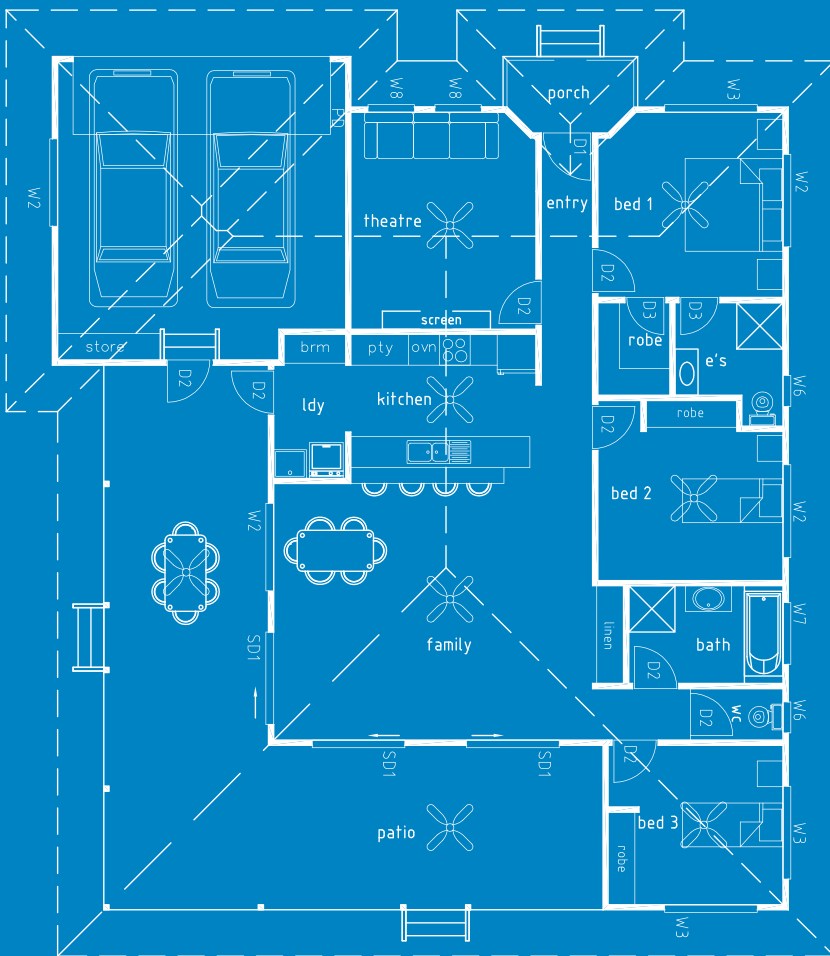 porch
W8
W8
W3
PD
D1
W2
W2
entry
bed 1
theatre
D2
D2
screen
D3
D3
store
brm
pty
ovn
robe
e's
D2
D2
ldy
kitchen
W6
robe
D2
bed 2
W2
W2
linen
W7
SD1
family
bath
D2
D2
wc
W6
SD1
SD1
D2
patio
bed 3
W3
robe
W3